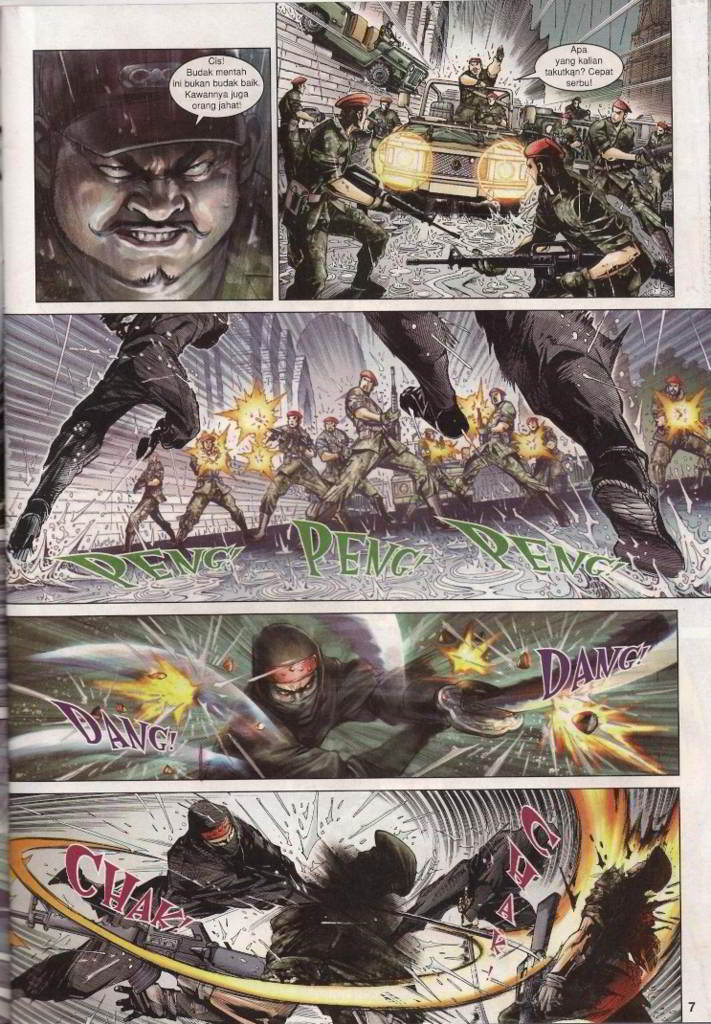 Cis!
Budak mentah
ini bukan budak baik.
Kawannya juga
orang jahat!
Apa
yang kalian
takutkan? Cepat
serbu!
PENG!
PENG!
PENG!
DANG!
DANG!
CHAK!
CHAK!
7